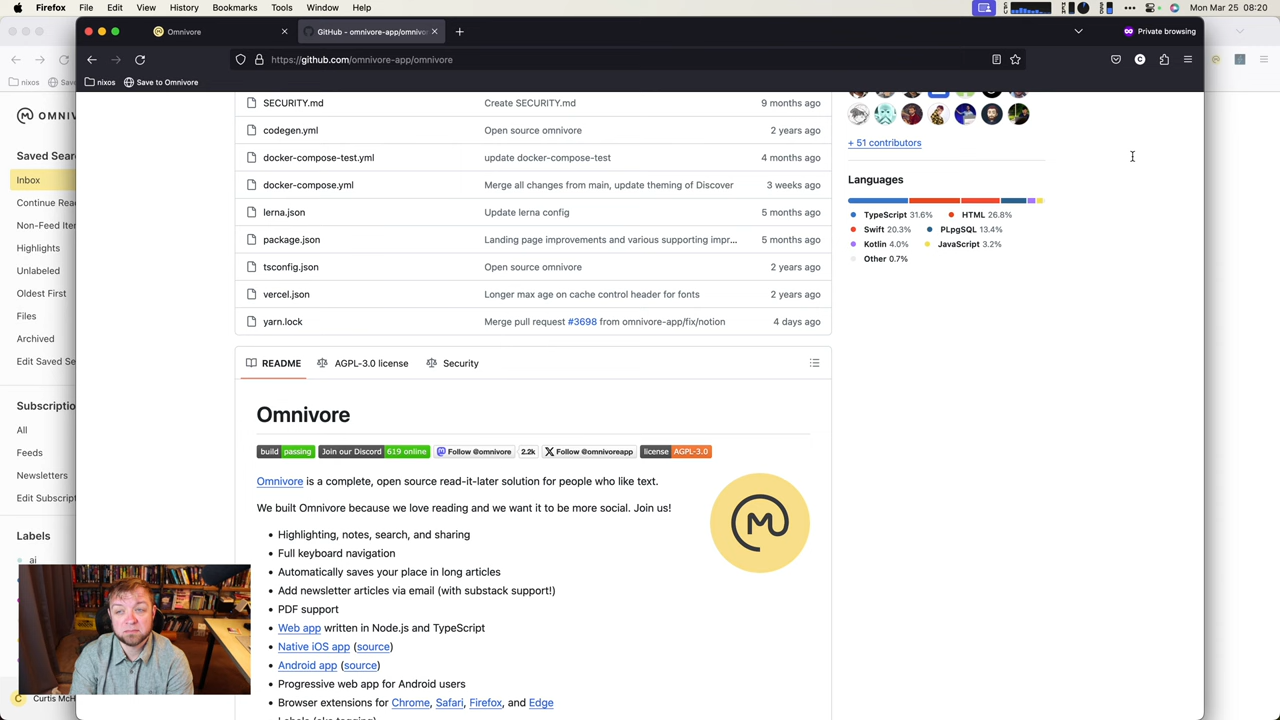 Firefox File Edit View History Bookmarks Tools Window Help
Mon Mar 25 08:20
Omnivore
GitHub - omnivore-app/omnivor
Private browsing
https://github.com/omnivore-app/omnivore
nixos
nixos Save to Omnivore
OMNIV
Saved Sear
Inbox
Continue Rea
Non-Feed Iter
Highlights
Unlabeled
Oldest First
Files
Archived
Edit Saved Se
Subscriptio
All
Feeds
Newsletters
Edit Subscript
Labels
ai
Curtis McH
SECURITY.md Create SECURITY.md 9 months ago
codegen.yml Open source omnivore 2 years ago
docker-compose-test.yml update docker-compose-test 4 months ago
docker-compose.yml Merge all changes from main, update theming of Discover 3 weeks ago
lerna.json Update lerna config 5 months ago
package.json Landing page improvements and various supporting impr... 5 months ago
tsconfig.json Open source omnivore 2 years ago
vercel.json Longer max age on cache control header for fonts 2 years ago
yarn.lock Merge pull request #3698 from omnivore-app/fix/notion 4 days ago
README AGPL-3.0 license Security
Omnivore
build passing Join our Discord 619 online Follow @omnivore 2.2k Follow @omnivoreapp license AGPL-3.0
Omnivore is a complete, open source read-it-later solution for people who like text.
We built Omnivore because we love reading and we want it to be more social. Join us!
• Highlighting, notes, search, and sharing
• Full keyboard navigation
• Automatically saves your place in long articles
• Add newsletter articles via email (with substack support!)
• PDF support
• Web app written in Node.js and TypeScript
• Native iOS app (source)
• Android app (source)
• Progressive web app for Android users
• Browser extensions for Chrome, Safari, Firefox, and Edge
+ 51 contributors
Languages
TypeScript 31.6% HTML 26.8%
Swift 20.3% PLpgSQL 13.4%
Kotlin 4.0% JavaScript 3.2%
Other 0.7%